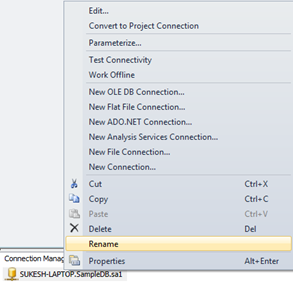 Edit...
Convert to Project Connection
Parameterize...
Test Connectivity
Work Offline
New OLE DB Connection...
New Flat File Connection...
New ADO.NET Connection...
New Analysis Services Connection...
New File Connection...
New Connection...
Cut Ctrl+X
Copy Ctrl+C
Paste Ctrl+V
Delete Del
Rename
Connection Manag
Properties Alt+Enter
SUKESH-LAPTOP.SampleDB.sa1